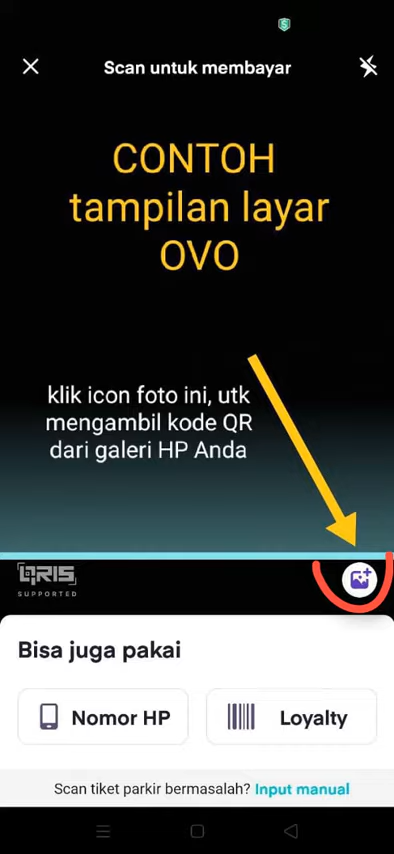 Scan untuk membayar
CONTOH
tampilan layar
OVO
klik icon foto ini, utk
mengambil kode QR
dari galeri HP Anda
QRIS
SUPPORTED
Bisa juga pakai
Nomor HP
Loyalty
Scan tiket parkir bermasalah? Input manual